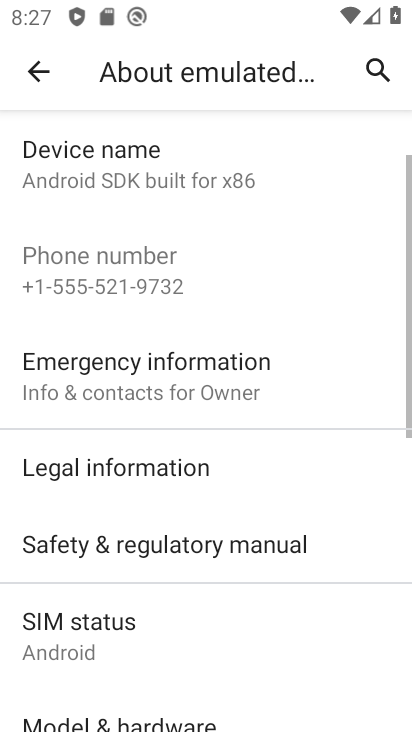 8:27
About emulated...
Device name
Android SDK built for x86
Phone number
+1-555-521-9732
Emergency information
Info & contacts for Owner
Legal information
Safety & regulatory manual
SIM status
Android
Model & hardware